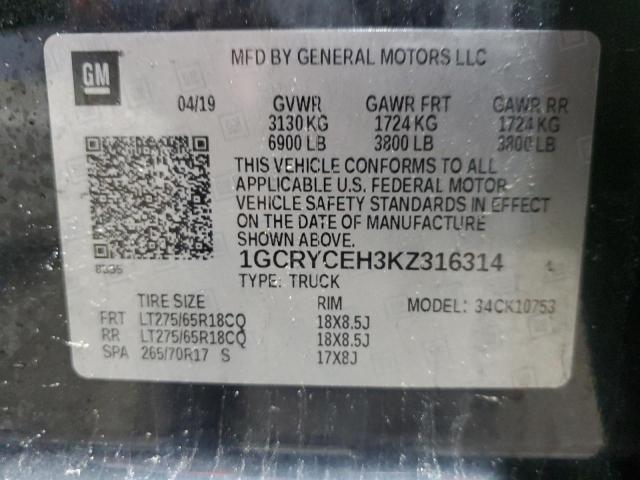 GM
MFD BY GENERAL MOTORS LLC
04/19 GVWR GAWR FRT GAWR RR
3130 KG 1724 KG 1724 KG
6900 LB 3800 LB 3800 LB
THIS VEHICLE CONFORMS TO ALL
APPLICABLE U.S. FEDERAL MOTOR
VEHICLE SAFETY STANDARDS IN EFFECT
ON THE DATE OF MANUFACTURE
SHOWN ABOVE.
1GCRYCEH3KZ316314
TYPE: TRUCK
TIRE SIZE RIM MODEL: 34CK10753
FRT LT275/65R18CQ 18X8.5J
RR LT275/65R18CQ 18X8.5J
SPA 265/70R17 S 17X8J